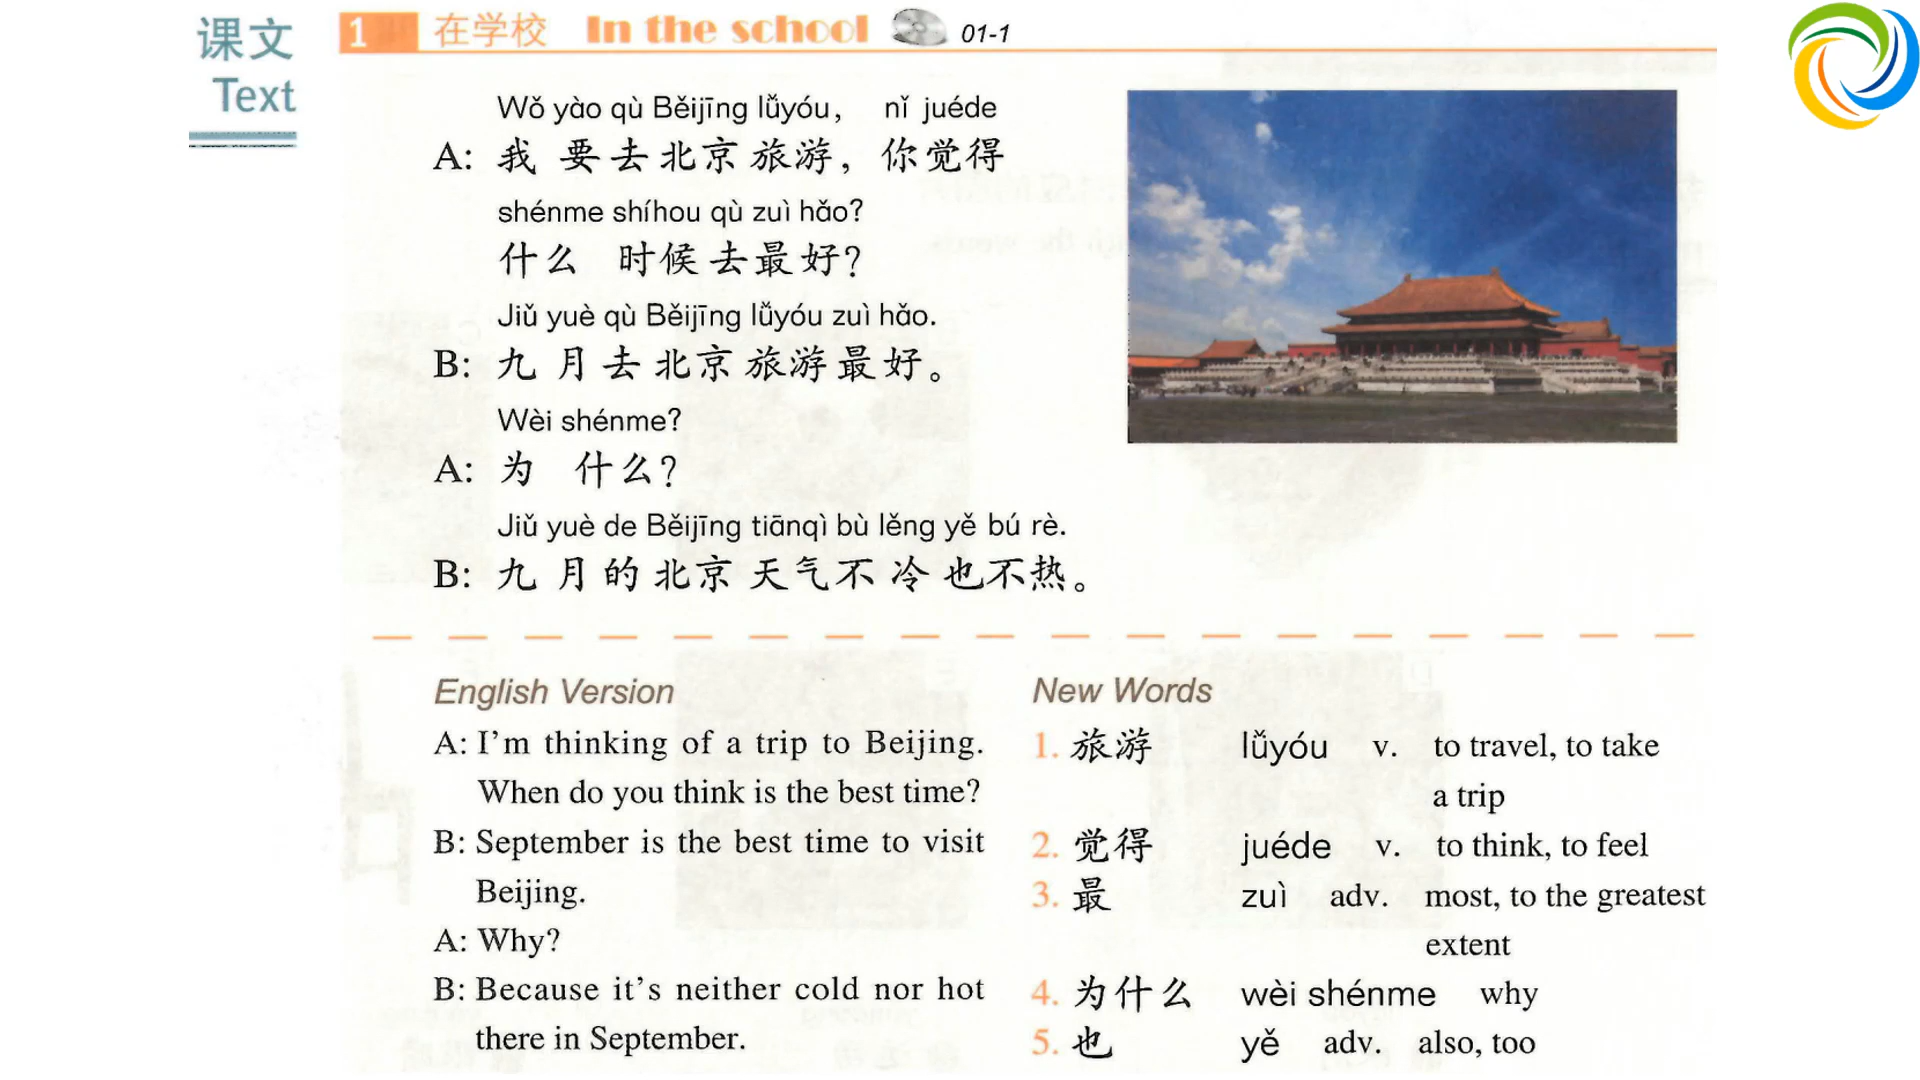 课文
Text
1 在学校 In the school 01-1
Wǒ yào qù Běijīng lǚyóu, nǐ juéde
A: 我 要 去 北京 旅游，你觉得
shénme shíhou qù zuì hǎo?
什么 时候 去 最 好？
Jiǔ yuè qù Běijīng lǚyóu zuì hǎo.
B: 九 月 去 北京 旅游 最 好。
Wèi shénme?
A: 为 什么？
Jiǔ yuè de Běijīng tiānqì bù lěng yě bú rè.
B: 九 月 的 北京 天气 不 冷 也 不热。
English Version
A: I'm thinking of a trip to Beijing.
When do you think is the best time?
B: September is the best time to visit
Beijing.
A: Why?
B: Because it's neither cold nor hot
there in September.
New Words
1. 旅游 lǚyóu v. to travel, to take
a trip
2. 觉得 juéde v. to think, to feel
3. 最 zuì adv. most, to the greatest
extent
4. 为什么 wèi shénme why
5. 也 yě adv. also, too